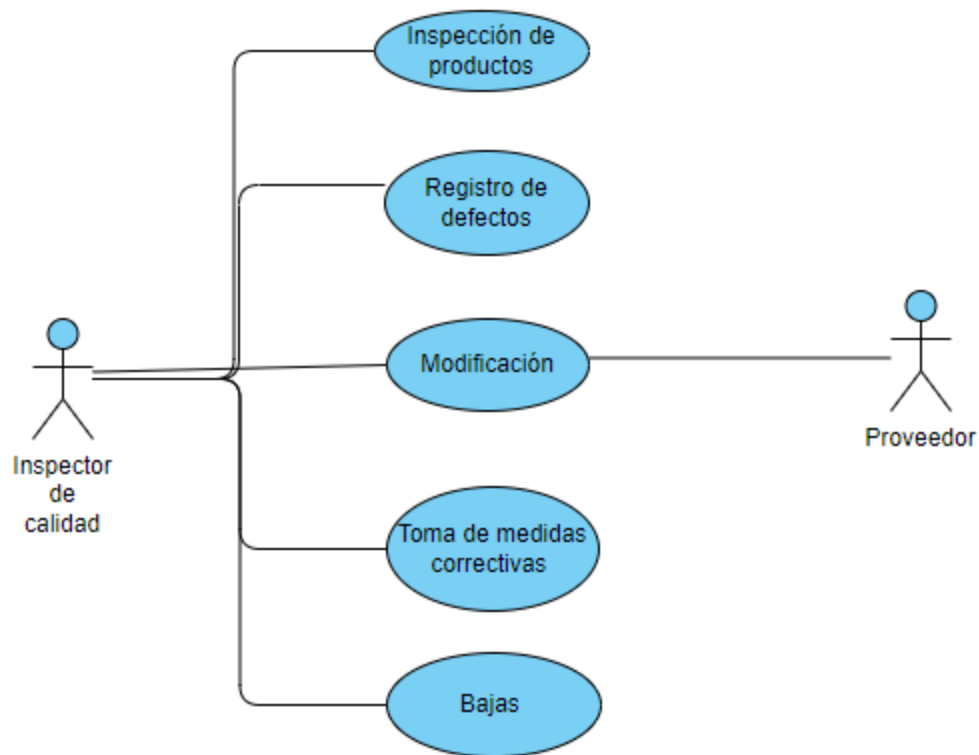 Inspección de
productos
Registro de
defectos
Modificación
Proveedor
Inspector
de
calidad
Toma de medidas
correctivas
Bajas